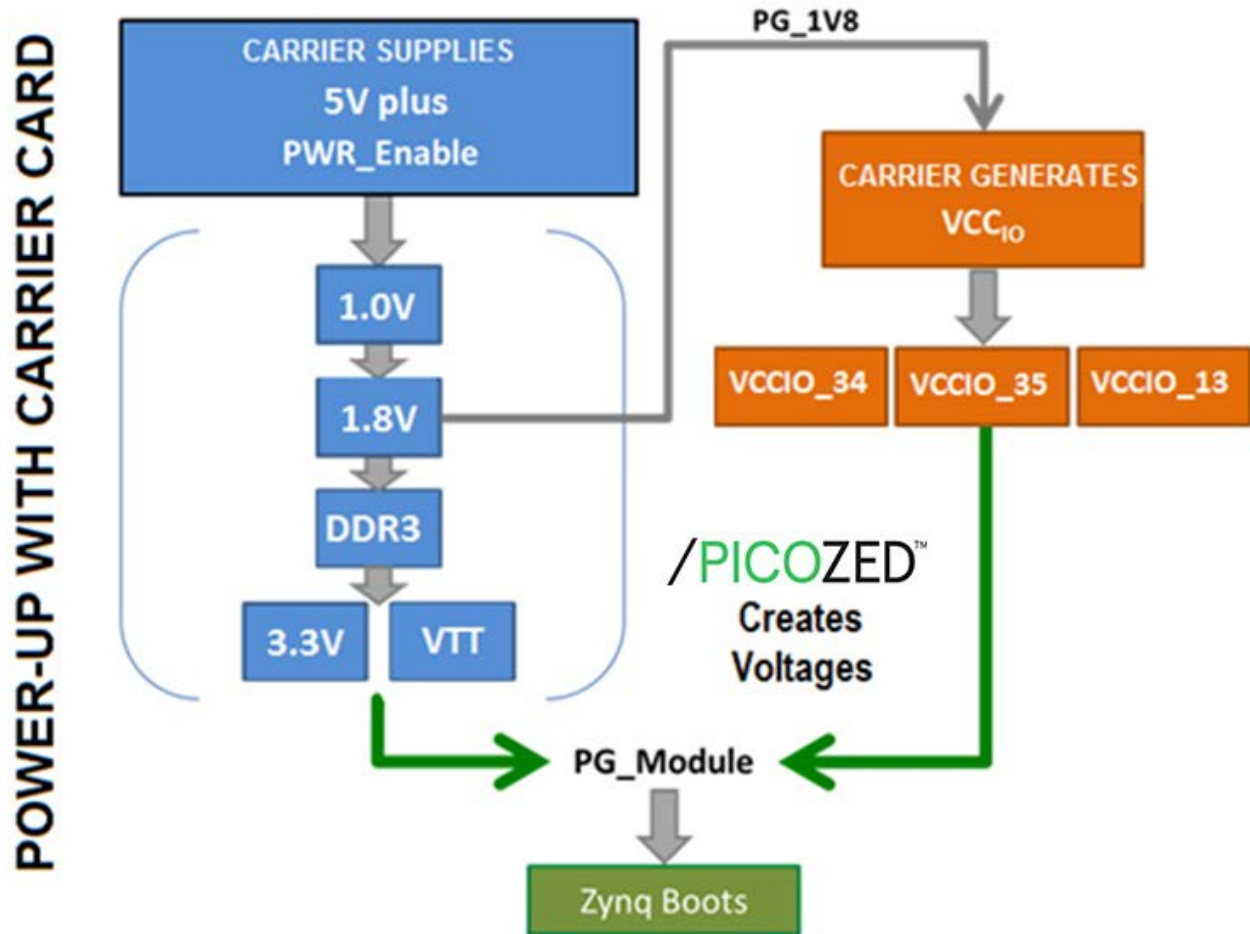 POWER-UP WITH CARRIER CARD
CARRIER SUPPLIES
5V plus
PWR_Enable
PG_1V8
CARRIER GENERATES
VCCIO
1.0V
1.8V
DDR3
3.3V
VTT
VCCIO_34
VCCIO_35
VCCIO_13
/PICOZED™
Creates
Voltages
PG_Module
Zynq Boots